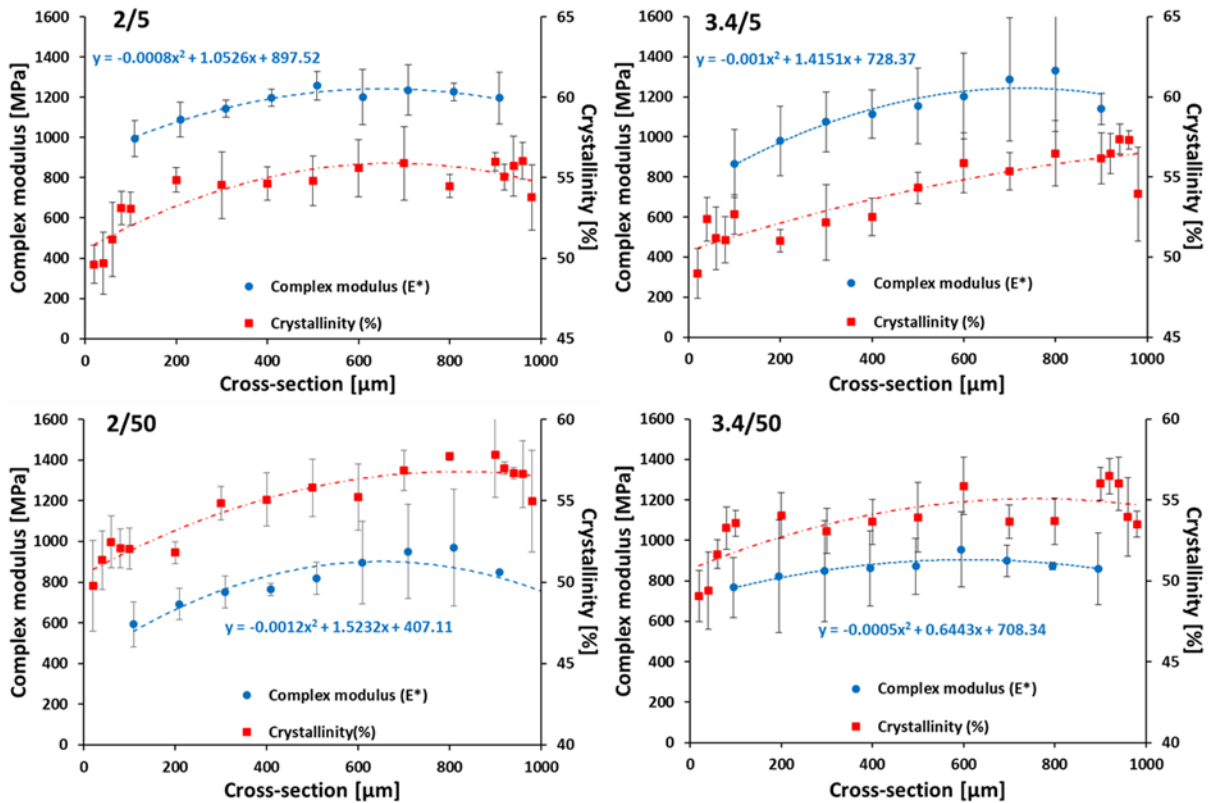 2/5
y = -0.0008x² + 1.0526x + 897.52
Complex modulus [MPa]
1600
1400
1200
1000
800
600
400
200
0
65
60
55
50
45
Crystallinity [%]
Complex modulus (E*)
Crystallinity (%)
0 200 400 600 800 1000
Cross-section [µm]
3.4/5
y = -0.001x² + 1.4151x + 728.37
Complex modulus [MPa]
1600
1400
1200
1000
800
600
400
200
0
65
60
55
50
45
Crystallinity [%]
Complex modulus (E*)
Crystallinity (%)
0 200 400 600 800 1000
Cross-section [µm]
2/50
Complex modulus [MPa]
1600
1400
1200
1000
800
600
400
200
0
60
55
50
45
40
Crystallinity [%]
y = -0.0012x² + 1.5232x + 407.11
Complex modulus (E*)
Crystallinity(%)
0 200 400 600 800 1000
Cross-section [µm]
3.4/50
Complex modulus [MPa]
1600
1400
1200
1000
800
600
400
200
0
60
55
50
45
40
Crystallinity [%]
y = -0.0005x² + 0.6443x + 708.34
Complex modulus (E*)
Crystallinity (%)
0 200 400 600 800 1000
Cross-section [µm]